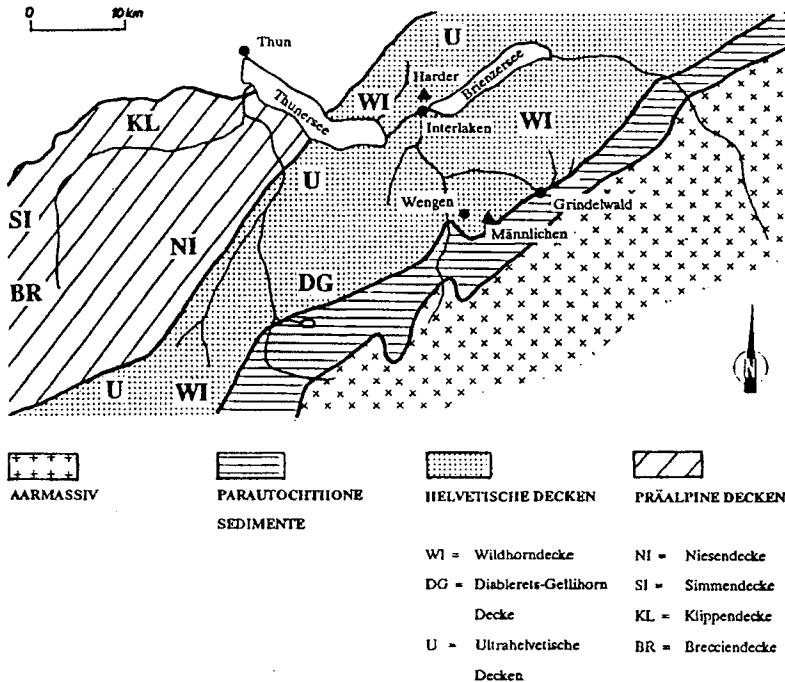 0 10 km
Thun
U
Harder
Brienzersee
WI
Thunersee
KL
Interlaken
WI
U
Wengen
Grindelwald
SI
Männlichen
NI
BR
DG
N
U
WI
AARMASSIV
PARAUTOCHTHONE
SEDIMENTE
HELVETISCHE DECKEN
PRÄALPINE DECKEN
WI = Wildhorndecke
DG = Diablerets-Gellihorn
Decke
U = Ultrahelvetische
Decken
NI = Niesendecke
SI = Simmendecke
KL = Klippendecke
BR = Brecciendecke